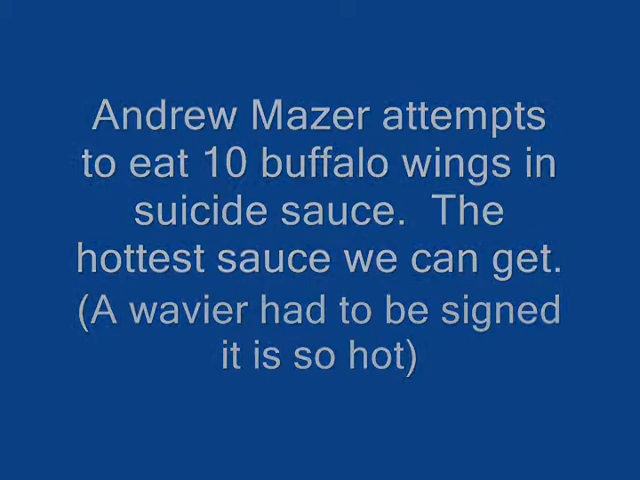 Andrew Mazer attempts
to eat 10 buffalo wings in
suicide sauce.  The
hottest sauce we can get.
(A wavier had to be signed
it is so hot)